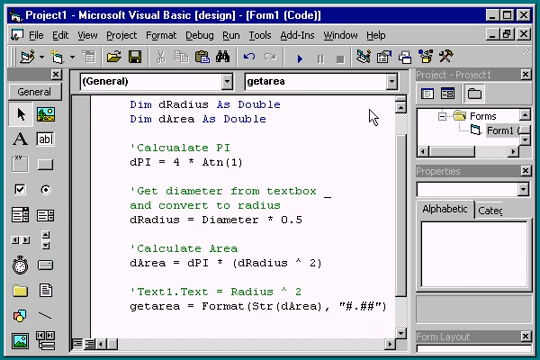 Project1 - Microsoft Visual Basic [design] - [Form1 (Code)]
File Edit View Project Format Debug Run Tools Add-Ins Window Help
General
(General) getarea
Project - Project1
Forms
Form1 (
Properties
Alphabetic Categ
Form Layout
A
ab
xy
Dim dRadius As Double
Dim dArea As Double
'Calcualate PI
dPI = 4 * Atn(1)
'Get diameter from textbox _
and convert to radius
dRadius = Diameter * 0.5
'Calculate Area
dArea = dPI * (dRadius ^ 2)
'Text1.Text = Radius ^ 2
getarea = Format(Str(dArea), "#.##")